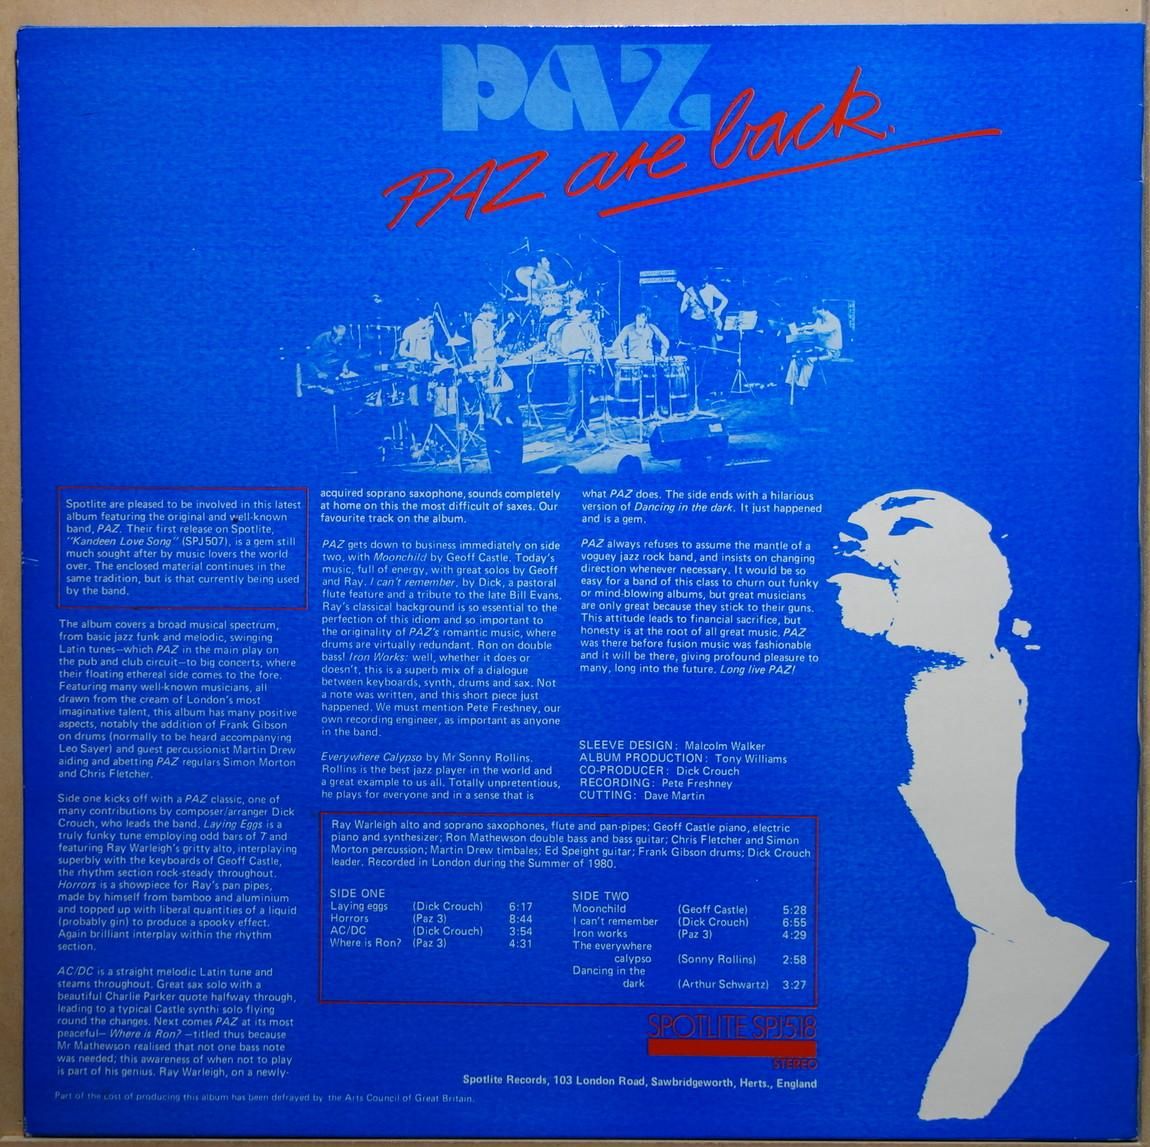 PAZ
PAZ are back.
Spotlite are pleased to be involved in this latest
album featuring the original and well-known
band, PAZ. Their first release on Spotlite,
"Kandeen Love Song" (SPJ507), is a gem still
much sought after by music lovers the world
over. The enclosed material continues in the
same tradition, but is that currently being used
by the band.
The album covers a broad musical spectrum,
from basic jazz funk and melodic, swinging
Latin tunes—which PAZ in the main play on
the pub and club circuit—to big concerts, where
their floating ethereal side comes to the fore.
Featuring many well-known musicians, all
drawn from the cream of London's most
imaginative talent, this album has many positive
aspects, notably the addition of Frank Gibson
on drums (normally to be heard accompanying
Leo Sayer) and guest percussionist Martin Drew
aiding and abetting PAZ regulars Simon Morton
and Chris Fletcher.
Side one kicks off with a PAZ classic, one of
many contributions by composer/arranger Dick
Crouch, who leads the band. Laying Eggs is a
truly funky tune employing odd bars of 7 and
featuring Ray Warleigh's gritty alto, interplaying
superbly with the keyboards of Geoff Castle,
the rhythm section rock-steady throughout.
Horrors is a showpiece for Ray's pan pipes,
made by himself from bamboo and aluminium
and topped up with liberal quantities of a liquid
(probably gin) to produce a spooky effect.
Again brilliant interplay within the rhythm
section.
AC/DC is a straight melodic Latin tune and
steams throughout. Great sax solo with a
beautiful Charlie Parker quote halfway through,
leading to a typical Castle synthi solo flying
round the changes. Next comes PAZ at its most
peaceful— Where is Ron? —titled thus because
Mr Mathewson realised that not one bass note
was needed; this awareness of when not to play
is part of his genius. Ray Warleigh, on a newly-
acquired soprano saxophone, sounds completely
at home on this the most difficult of saxes. Our
favourite track on the album.
PAZ gets down to business immediately on side
two, with Moonchild by Geoff Castle. Today's
music, full of energy, with great solos by Geoff
and Ray. I can't remember, by Dick, a pastoral
flute feature and a tribute to the late Bill Evans.
Ray's classical background is so essential to the
perfection of this idiom and so important to
the originality of PAZ's romantic music, where
drums are virtually redundant. Ron on double
bass! Iron Works: well, whether it does or
doesn't, this is a superb mix of a dialogue
between keyboards, synth, drums and sax. Not
a note was written, and this short piece just
happened. We must mention Pete Freshney, our
own recording engineer, as important as anyone
in the band.
Everywhere Calypso by Mr Sonny Rollins.
Rollins is the best jazz player in the world and
a great example to us all. Totally unpretentious,
he plays for everyone and in a sense that is
what PAZ does. The side ends with a hilarious
version of Dancing in the dark. It just happened
and is a gem.
PAZ always refuses to assume the mantle of a
voguey jazz rock band, and insists on changing
direction whenever necessary. It would be so
easy for a band of this class to churn out funky
or mind-blowing albums, but great musicians
are only great because they stick to their guns.
This attitude leads to financial sacrifice, but
honesty is at the root of all great music. PAZ
was there before fusion music was fashionable
and it will be there, giving profound pleasure to
many, long into the future. Long live PAZ!
SLEEVE DESIGN: Malcolm Walker
ALBUM PRODUCTION: Tony Williams
CO-PRODUCER: Dick Crouch
RECORDING: Pete Freshney
CUTTING: Dave Martin
Ray Warleigh alto and soprano saxophones, flute and pan-pipes; Geoff Castle piano, electric
piano and synthesizer; Ron Mathewson double bass and bass guitar; Chris Fletcher and Simon
Morton percussion; Martin Drew timbales; Ed Speight guitar; Frank Gibson drums; Dick Crouch
leader. Recorded in London during the Summer of 1980.
SIDE ONE
Laying eggs (Dick Crouch) 6:17
Horrors (Paz 3) 8:44
AC/DC (Dick Crouch) 3:54
Where is Ron? (Paz 3) 4:31
SIDE TWO
Moonchild (Geoff Castle) 5:28
I can't remember (Dick Crouch) 6:55
Iron works (Paz 3) 4:29
The everywhere
calypso (Sonny Rollins) 2:58
Dancing in the
dark (Arthur Schwartz) 3:27
SPOTLITE SPJ518
STEREO
Spotlite Records, 103 London Road, Sawbridgeworth, Herts., England
Part of the cost of producing this album has been defrayed by the Arts Council of Great Britain.